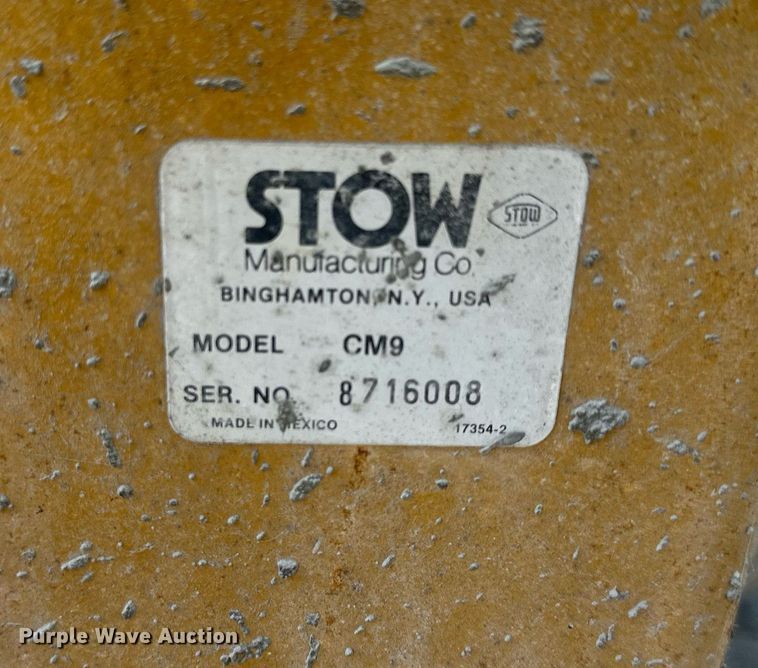 STOW
STOW
Manufacturing Co.
BINGHAMTON, N.Y., USA
MODEL CM9
SER. NO. 8716008
MADE IN MEXICO 17354-2
Purple Wave Auction